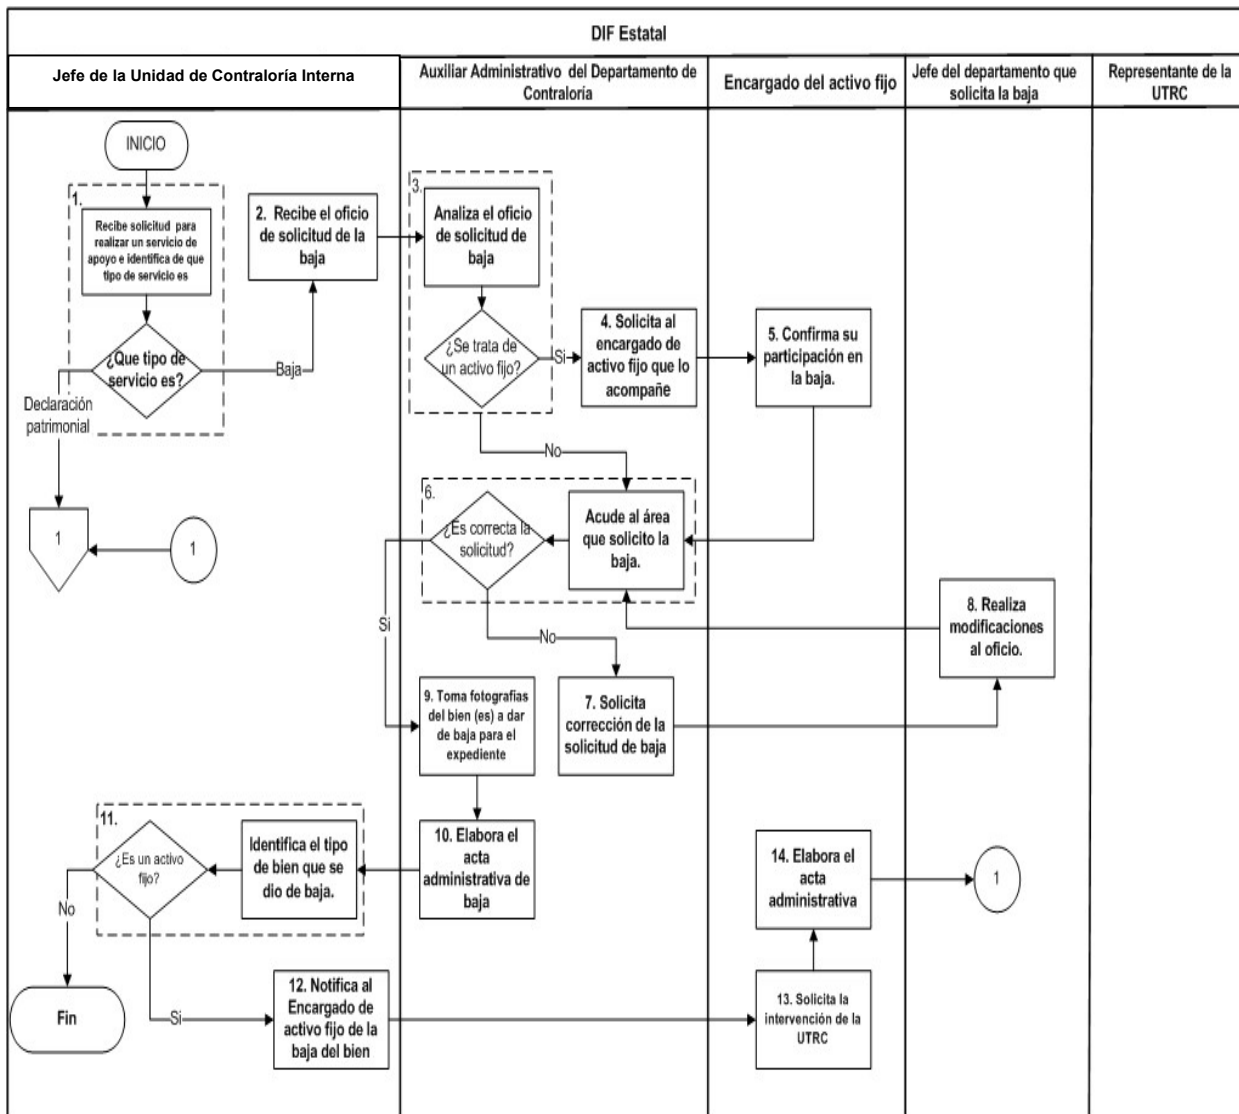 DIF Estatal
Jefe de la Unidad de Contraloría Interna
Auxiliar Administrativo del Departamento de
Contraloría
Encargado del activo fijo
Jefe del departamento que
solicita la baja
Representante de la
UTRC
INICIO
1.
Recibe solicitud para
realizar un servicio de
apoyo e identifica de que
tipo de servicio es
¿Que tipo de
servicio es?
Baja
Declaración
patrimonial
1
1
2. Recibe el oficio
de solicitud de la
baja
3.
Analiza el oficio
de solicitud de
baja
¿Se trata de
un activo fijo?
Si
No
4. Solicita al
encargado de
activo fijo que lo
acompañe
5. Confirma su
participación en
la baja.
6.
¿Es correcta la
solicitud?
Acude al área
que solicito la
baja.
Si
No
7. Solicita
corrección de la
solicitud de baja
8. Realiza
modificaciones
al oficio.
9. Toma fotografías
del bien (es) a dar
de baja para el
expediente
10. Elabora el
acta
administrativa de
baja
11.
¿Es un activo
fijo?
Identifica el tipo
de bien que se
dio de baja.
No
Si
Fin
12. Notifica al
Encargado de
activo fijo de la
baja del bien
13. Solicita la
intervención de la
UTRC
14. Elabora el
acta
administrativa
1